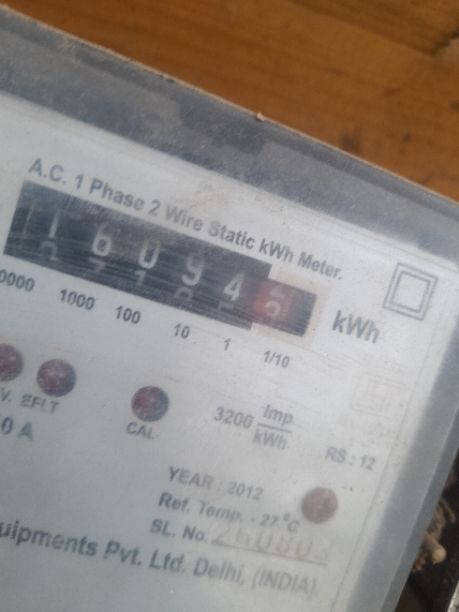 A.C. 1 Phase 2 Wire Static kWh Meter.
1 6 0 9 4 5 kWh
0000 1000 100 10 1 1/10
V. EFLT CAL 3200 Imp/kWh
0 A
RS : 12
YEAR : 2012
Ref. Temp. - 27°C
SL. No.
uipments Pvt. Ltd. Delhi, (INDIA)